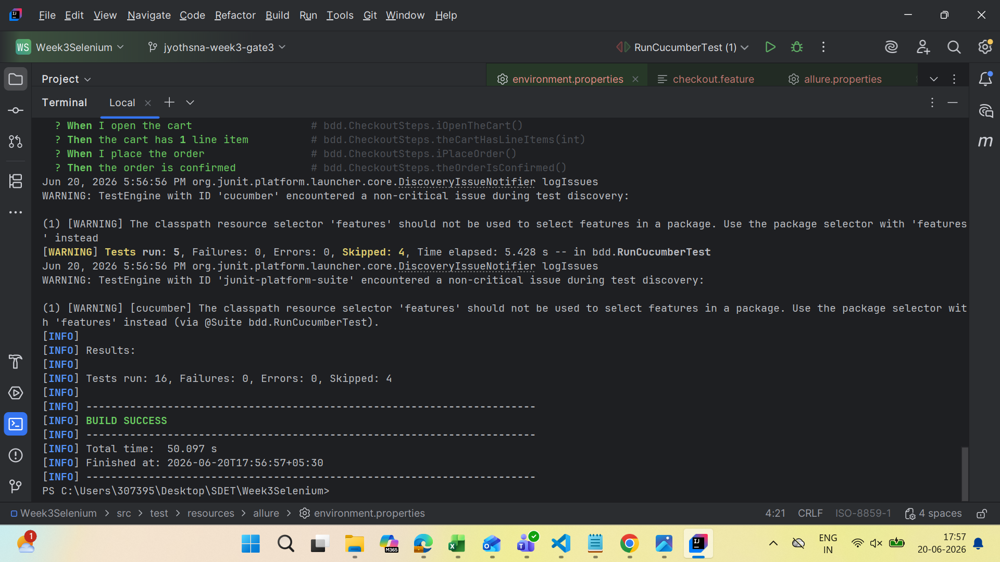 File Edit View Navigate Code Refactor Build Run Tools Git Window Help
WS Week3Selenium jyothsna-week3-gate3 RunCucumberTest (1)
Project environment.properties checkout.feature allure.properties
Terminal Local
? When I open the cart # bdd.CheckoutSteps.iOpenTheCart()
? Then the cart has 1 line item # bdd.CheckoutSteps.theCartHasLineItems(int)
? When I place the order # bdd.CheckoutSteps.iPlaceOrder()
? Then the order is confirmed # bdd.CheckoutSteps.theOrderIsConfirmed()
Jun 20, 2026 5:56:56 PM org.junit.platform.launcher.core.DiscoveryIssueNotifier logIssues
WARNING: TestEngine with ID 'cucumber' encountered a non-critical issue during test discovery:
(1) [WARNING] The classpath resource selector 'features' should not be used to select features in a package. Use the package selector with 'features
' instead
[WARNING] Tests run: 5, Failures: 0, Errors: 0, Skipped: 4, Time elapsed: 5.428 s -- in bdd.RunCucumberTest
Jun 20, 2026 5:56:56 PM org.junit.platform.launcher.core.DiscoveryIssueNotifier logIssues
WARNING: TestEngine with ID 'junit-platform-suite' encountered a non-critical issue during test discovery:
(1) [WARNING] [cucumber] The classpath resource selector 'features' should not be used to select features in a package. Use the package selector wit
h 'features' instead (via @Suite bdd.RunCucumberTest).
[INFO]
[INFO] Results:
[INFO]
[INFO] Tests run: 16, Failures: 0, Errors: 0, Skipped: 4
[INFO]
[INFO] ------------------------------------------------------------------------
[INFO] BUILD SUCCESS
[INFO] ------------------------------------------------------------------------
[INFO] Total time:  50.097 s
[INFO] Finished at: 2026-06-20T17:56:57+05:30
[INFO] ------------------------------------------------------------------------
PS C:\Users\307395\Desktop\SDET\Week3Selenium>
Week3Selenium > src > test > resources > allure > environment.properties 4:21 CRLF ISO-8859-1 4 spaces
1 M365 ENG 17:57
IN 20-06-2026